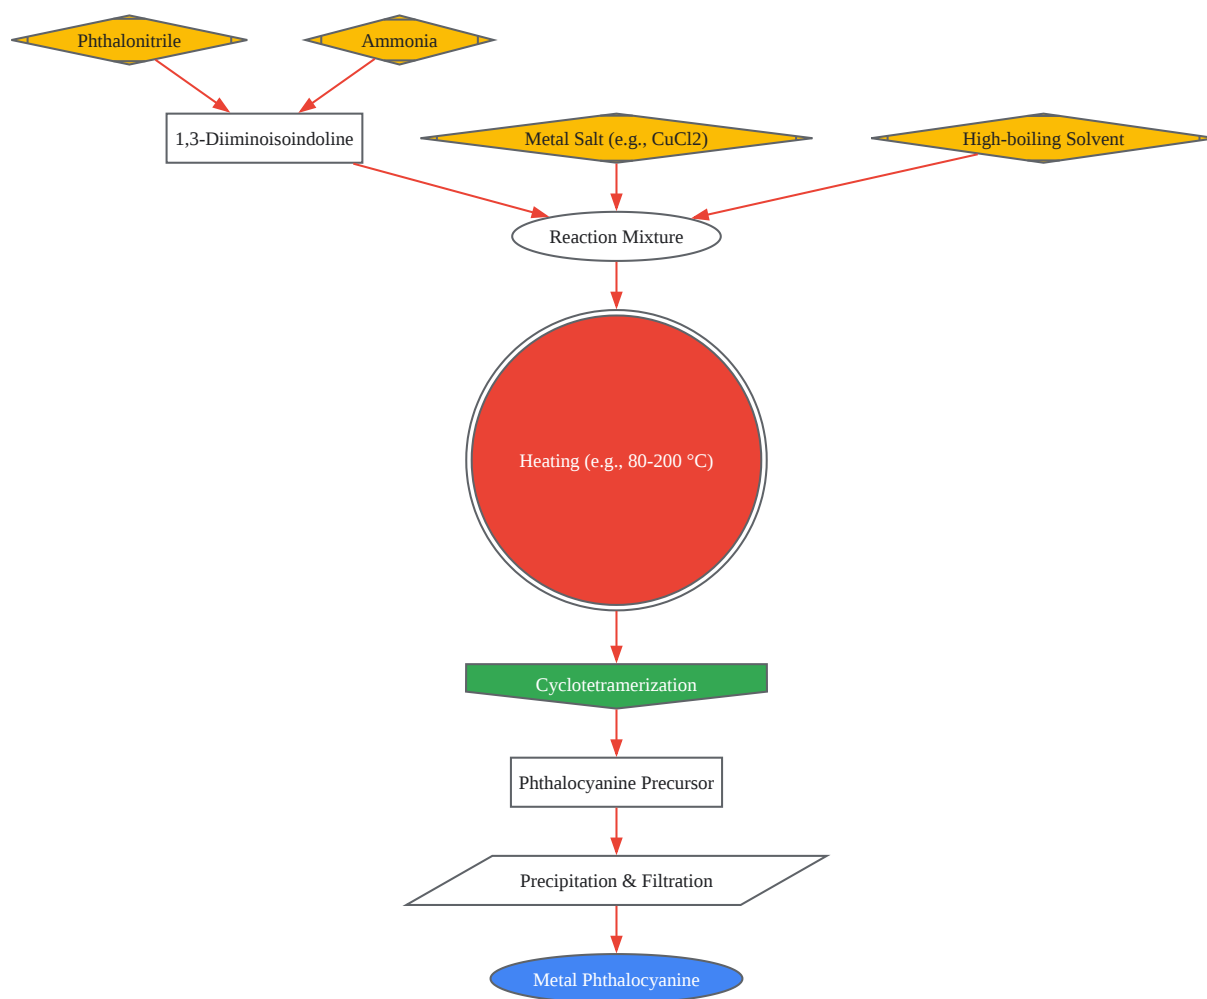 Phthalonitrile
Ammonia
1,3-Diiminoisoindoline
Metal Salt (e.g., CuCl2)
High-boiling Solvent
Reaction Mixture
Heating (e.g., 80-200 °C)
Cyclotetramerization
Phthalocyanine Precursor
Precipitation & Filtration
Metal Phthalocyanine